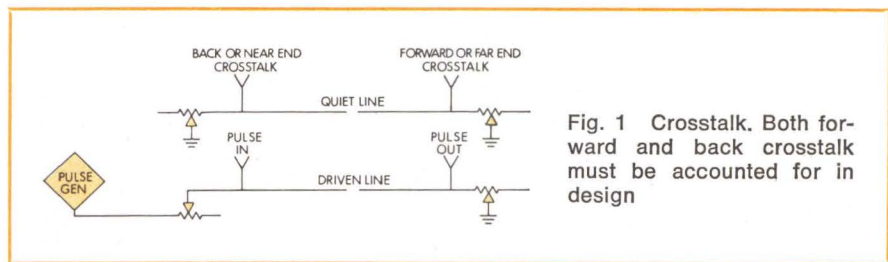 BACK OR NEAR END
CROSSTALK
FORWARD OR FAR END
CROSSTALK
QUIET LINE
PULSE
IN
PULSE
OUT
PULSE
GEN
DRIVEN LINE
Fig. 1 Crosstalk. Both for-
ward and back crosstalk
must be accounted for in
design